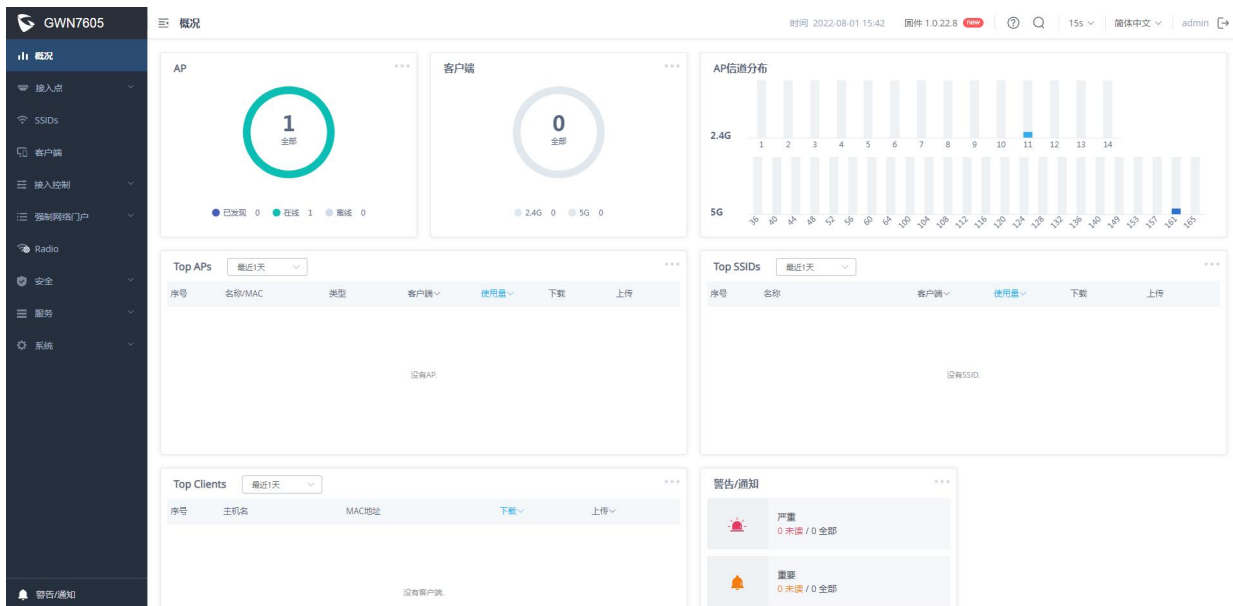 GWN7605
概况
时间 2022-08-01 15:42 固件 1.0.22.8 new 15s 简体中文 admin
概况
接入点
SSIDs
客户端
接入控制
强制网络门户
Radio
安全
服务
系统
警告/通知
AP
1
全部
已发现 0 在线 1 离线 0
客户端
0
全部
2.4G 0 5G 0
AP信道分布
2.4G
1 2 3 4 5 6 7 8 9 10 11 12 13 14
5G
36 40 44 48 52 56 60 64 100 104 108 112 116 120 124 128 132 136 140 149 153 157 161 165
Top APs 最近1天
序号 名称/MAC 类型 客户端 使用量 下载 上传
没有AP.
Top SSIDs 最近1天
序号 名称 客户端 使用量 下载 上传
没有SSID.
Top Clients 最近1天
序号 主机名 MAC地址 下载 上传
没有客户端.
警告/通知
严重
0 未读 / 0 全部
重要
0 未读 / 0 全部